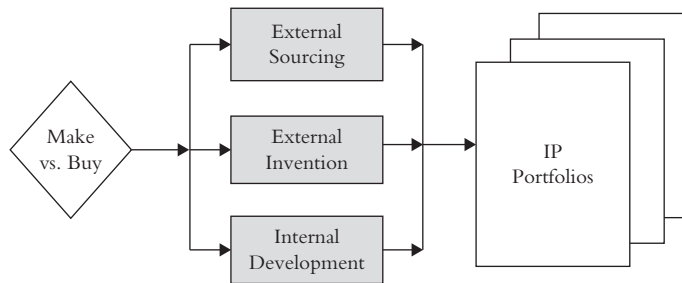 Make
vs. Buy
External
Sourcing
External
Invention
Internal
Development
IP
Portfolios